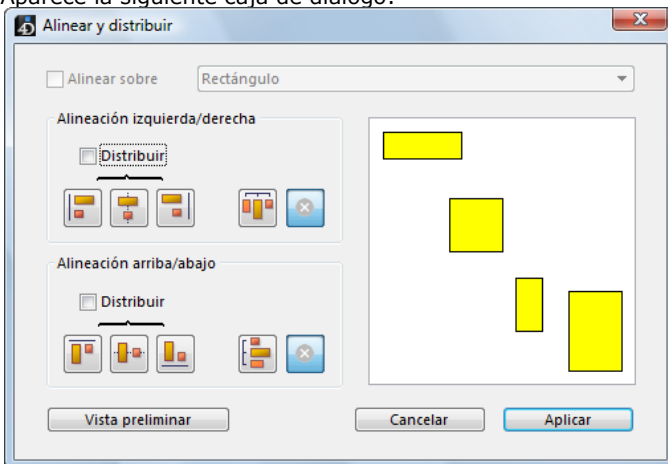 Aparece la siguiente caja de diálogo:
Alinear y distribuir
Alinear sobre
Rectángulo
Alineación izquierda/derecha
Distribuir
Alineación arriba/abajo
Distribuir
Vista preliminar
Cancelar
Aplicar